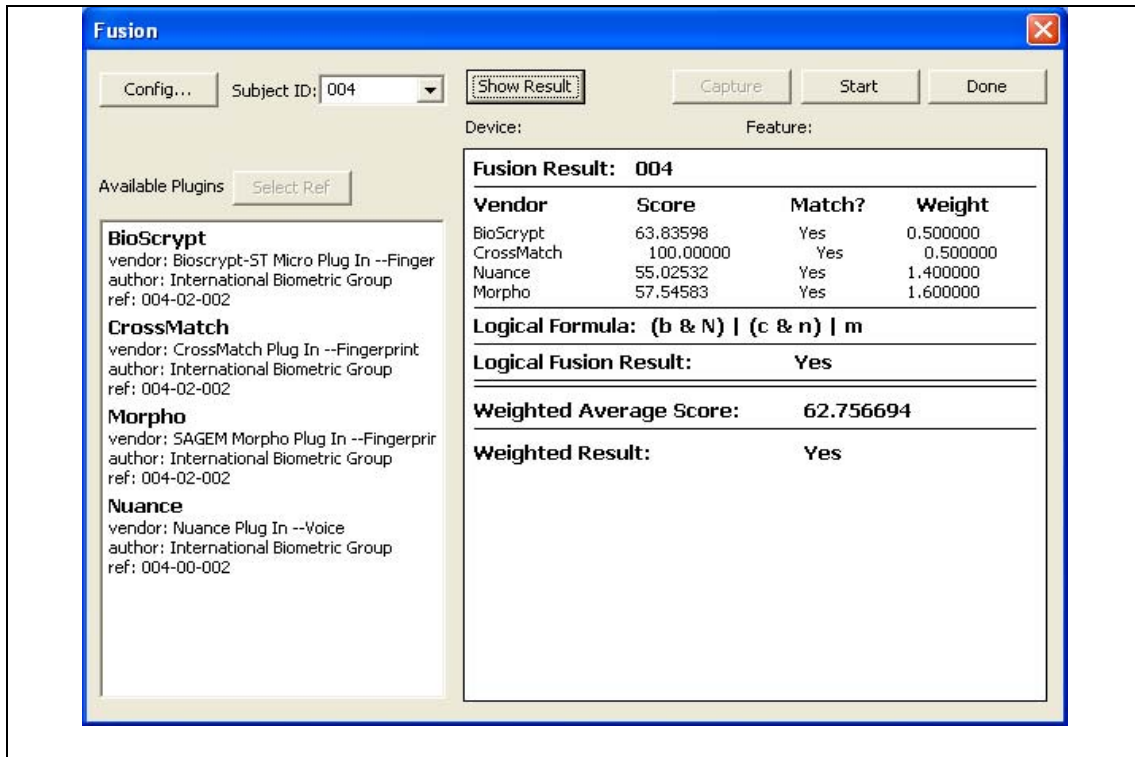 Fusion
Config... Subject ID: 004 Show Result Capture Start Done
Device: Feature:
Available Plugins Select Ref
BioScrypt
vendor: Bioscrypt-ST Micro Plug In --Finger
author: International Biometric Group
ref: 004-02-002
CrossMatch
vendor: CrossMatch Plug In --Fingerprint
author: International Biometric Group
ref: 004-02-002
Morpho
vendor: SAGEM Morpho Plug In --Fingerprir
author: International Biometric Group
ref: 004-02-002
Nuance
vendor: Nuance Plug In --Voice
author: International Biometric Group
ref: 004-00-002
Fusion Result: 004
Vendor Score Match? Weight
BioScrypt 63.83598 Yes 0.500000
CrossMatch 100.00000 Yes 0.500000
Nuance 55.02532 Yes 1.400000
Morpho 57.54583 Yes 1.600000
Logical Formula: (b & N) | (c & n) | m
Logical Fusion Result: Yes
Weighted Average Score: 62.756694
Weighted Result: Yes